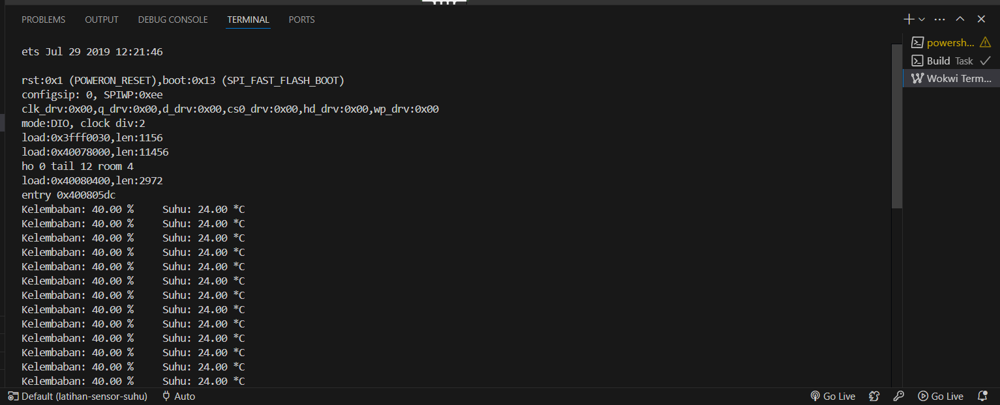 PROBLEMS OUTPUT DEBUG CONSOLE TERMINAL PORTS
ets Jul 29 2019 12:21:46
rst:0x1 (POWERON_RESET),boot:0x13 (SPI_FAST_FLASH_BOOT)
configsip: 0, SPIWP:0xee
clk_drv:0x00,q_drv:0x00,d_drv:0x00,cs0_drv:0x00,hd_drv:0x00,wp_drv:0x00
mode:DIO, clock div:2
load:0x3fff0030,len:1156
load:0x40078000,len:11456
ho 0 tail 12 room 4
load:0x40080400,len:2972
entry 0x400805dc
Kelembaban: 40.00 % Suhu: 24.00 *C
Kelembaban: 40.00 % Suhu: 24.00 *C
Kelembaban: 40.00 % Suhu: 24.00 *C
Kelembaban: 40.00 % Suhu: 24.00 *C
Kelembaban: 40.00 % Suhu: 24.00 *C
Kelembaban: 40.00 % Suhu: 24.00 *C
Kelembaban: 40.00 % Suhu: 24.00 *C
Kelembaban: 40.00 % Suhu: 24.00 *C
Kelembaban: 40.00 % Suhu: 24.00 *C
Kelembaban: 40.00 % Suhu: 24.00 *C
Kelembaban: 40.00 % Suhu: 24.00 *C
Kelembaban: 40.00 % Suhu: 24.00 *C
Kelembaban: 40.00 % Suhu: 24.00 *C
powersh...
Build Task
Wokwi Term...
Default (latihan-sensor-suhu) Auto Go Live Go Live